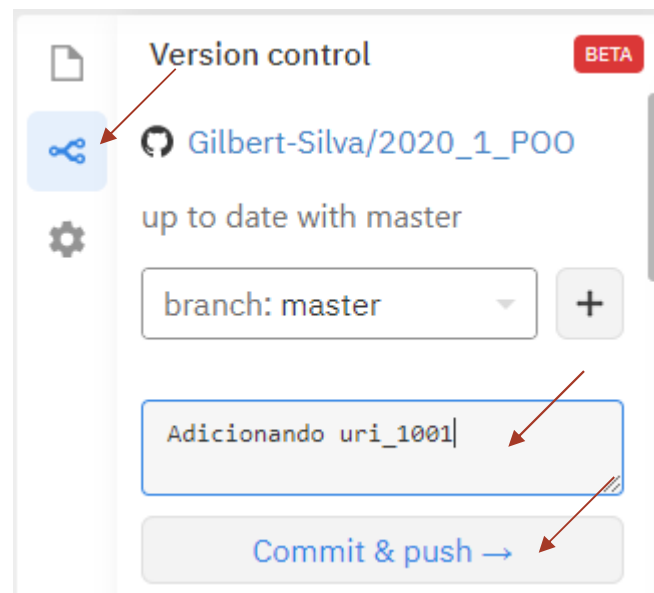 Version control
BETA
Gilbert-Silva/2020_1_POO
up to date with master
branch: master
+
Adicionando uri_1001
Commit & push →